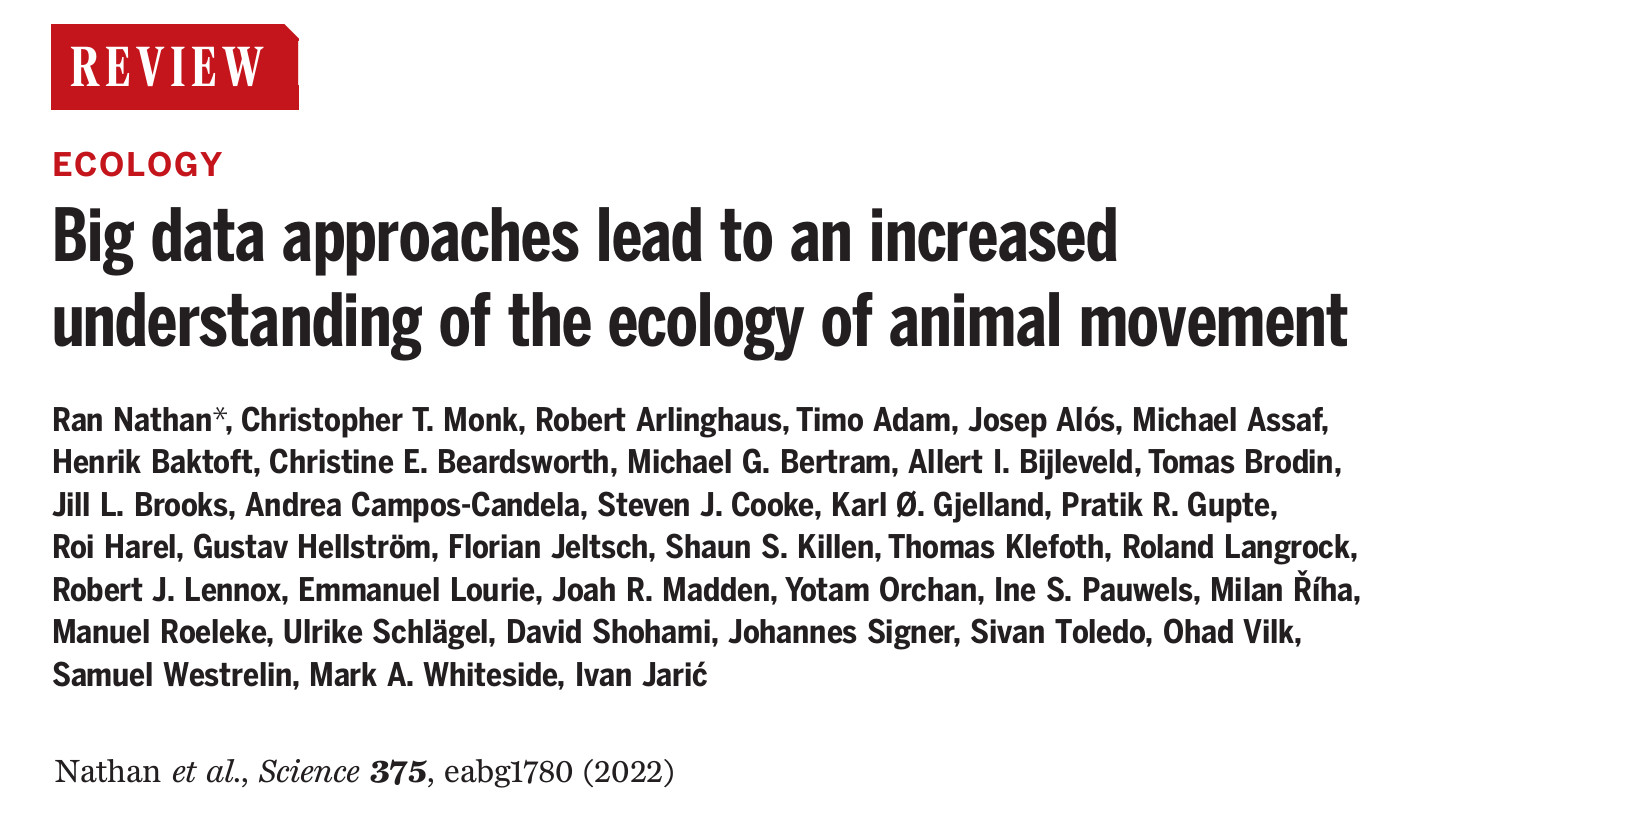 REVIEW
ECOLOGY
Big data approaches lead to an increased
understanding of the ecology of animal movement
Ran Nathan*, Christopher T. Monk, Robert Arlinghaus, Timo Adam, Josep Alós, Michael Assaf,
Henrik Baktoft, Christine E. Beardsworth, Michael G. Bertram, Allert I. Bijleveld, Tomas Brodin,
Jill L. Brooks, Andrea Campos-Candela, Steven J. Cooke, Karl Ø. Gjelland, Pratik R. Gupte,
Roi Harel, Gustav Hellström, Florian Jeltsch, Shaun S. Killen, Thomas Klefoth, Roland Langrock,
Robert J. Lennox, Emmanuel Lourie, Joah R. Madden, Yotam Orchan, Ine S. Pauwels, Milan Říha,
Manuel Roeleke, Ulrike Schlägel, David Shohami, Johannes Signer, Sivan Toledo, Ohad Vilk,
Samuel Westrelin, Mark A. Whiteside, Ivan Jarić
Nathan et al., Science 375, eabg1780 (2022)